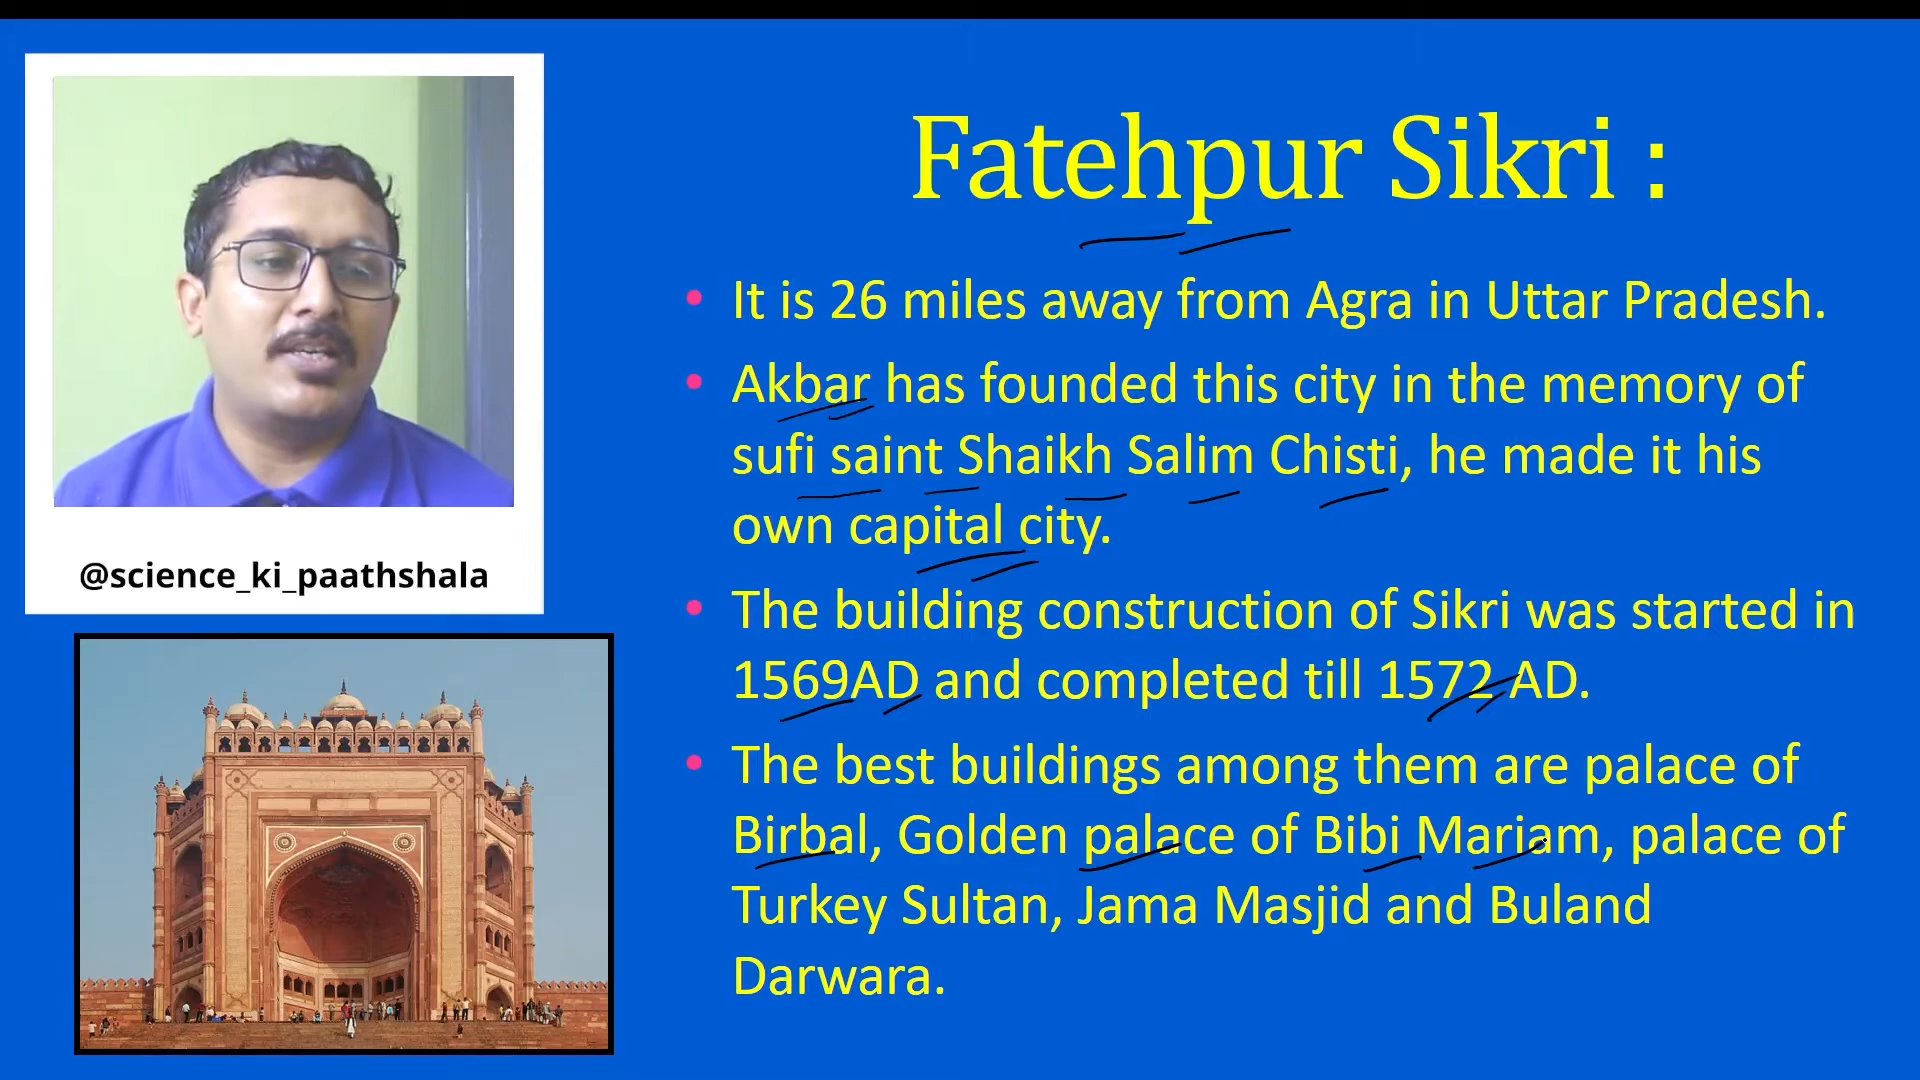 Fatehpur Sikri :
• It is 26 miles away from Agra in Uttar Pradesh.
• Akbar has founded this city in the memory of
sufi saint Shaikh Salim Chisti, he made it his
own capital city.
• The building construction of Sikri was started in
1569AD and completed till 1572 AD.
• The best buildings among them are palace of
Birbal, Golden palace of Bibi Mariam, palace of
Turkey Sultan, Jama Masjid and Buland
Darwara.
@science_ki_paathshala